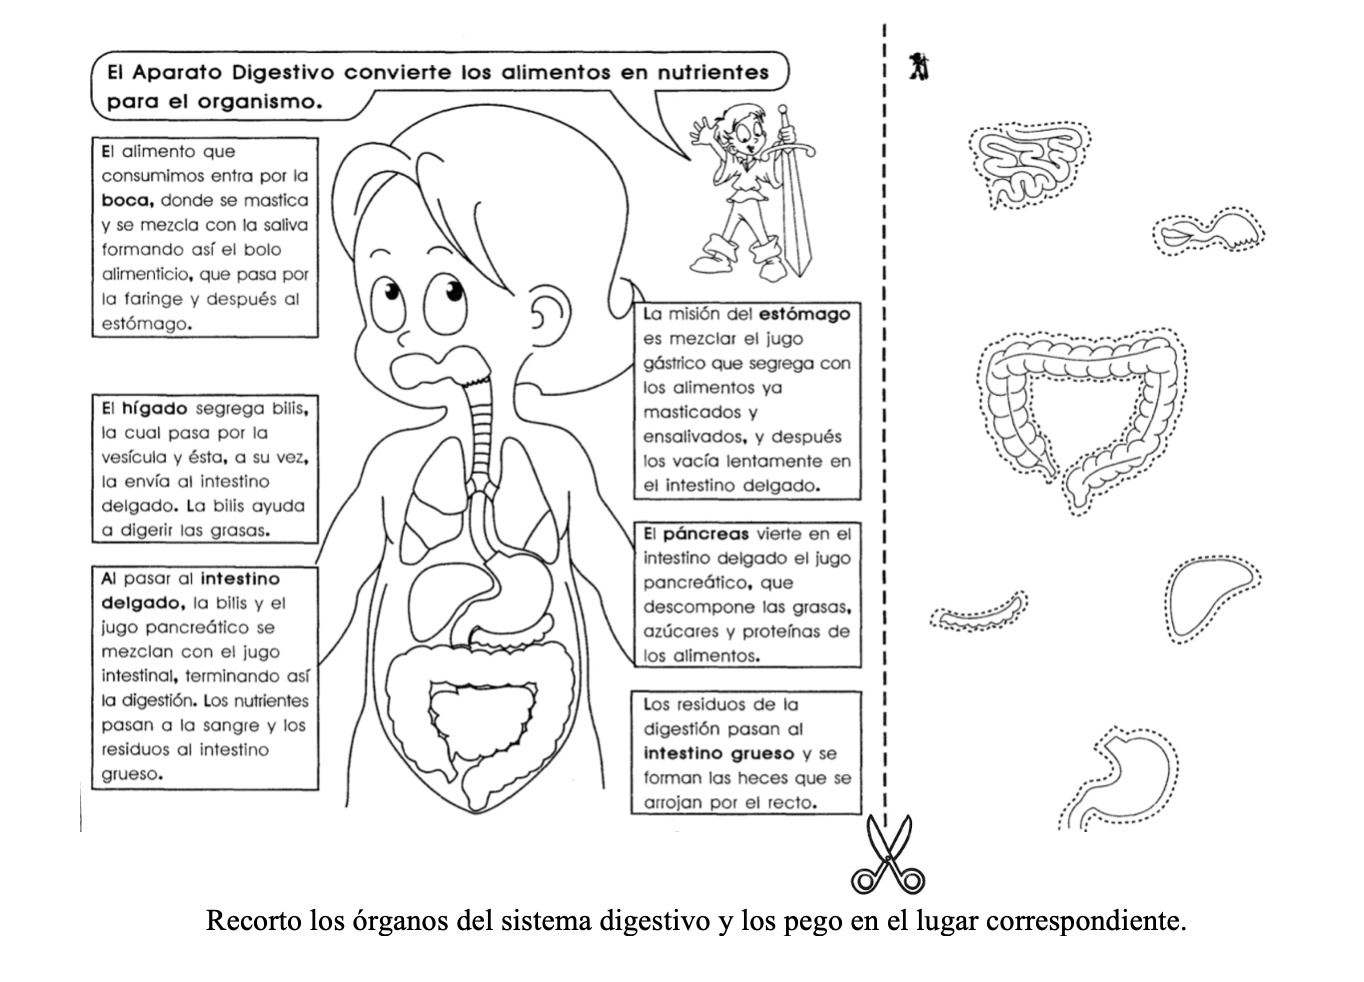 El Aparato Digestivo convierte los alimentos en nutrientes
para el organismo.
El alimento que
consumimos entra por la
boca, donde se mastica
y se mezcla con la saliva
formando así el bolo
alimenticio, que pasa por
la faringe y después al
estómago.
El hígado segrega bilis,
la cual pasa por la
vesícula y ésta, a su vez,
la envía al intestino
delgado. La bilis ayuda
a digerir las grasas.
Al pasar al intestino
delgado, la bilis y el
jugo pancreático se
mezclan con el jugo
intestinal, terminando así
la digestión. Los nutrientes
pasan a la sangre y los
residuos al intestino
grueso.
La misión del estómago
es mezclar el jugo
gástrico que segrega con
los alimentos ya
masticados y
ensalivados, y después
los vacía lentamente en
el intestino delgado.
El páncreas vierte en el
intestino delgado el jugo
pancreático, que
descompone las grasas,
azúcares y proteínas de
los alimentos.
Los residuos de la
digestión pasan al
intestino grueso y se
forman las heces que se
arrojan por el recto.
Recorto los órganos del sistema digestivo y los pego en el lugar correspondiente.